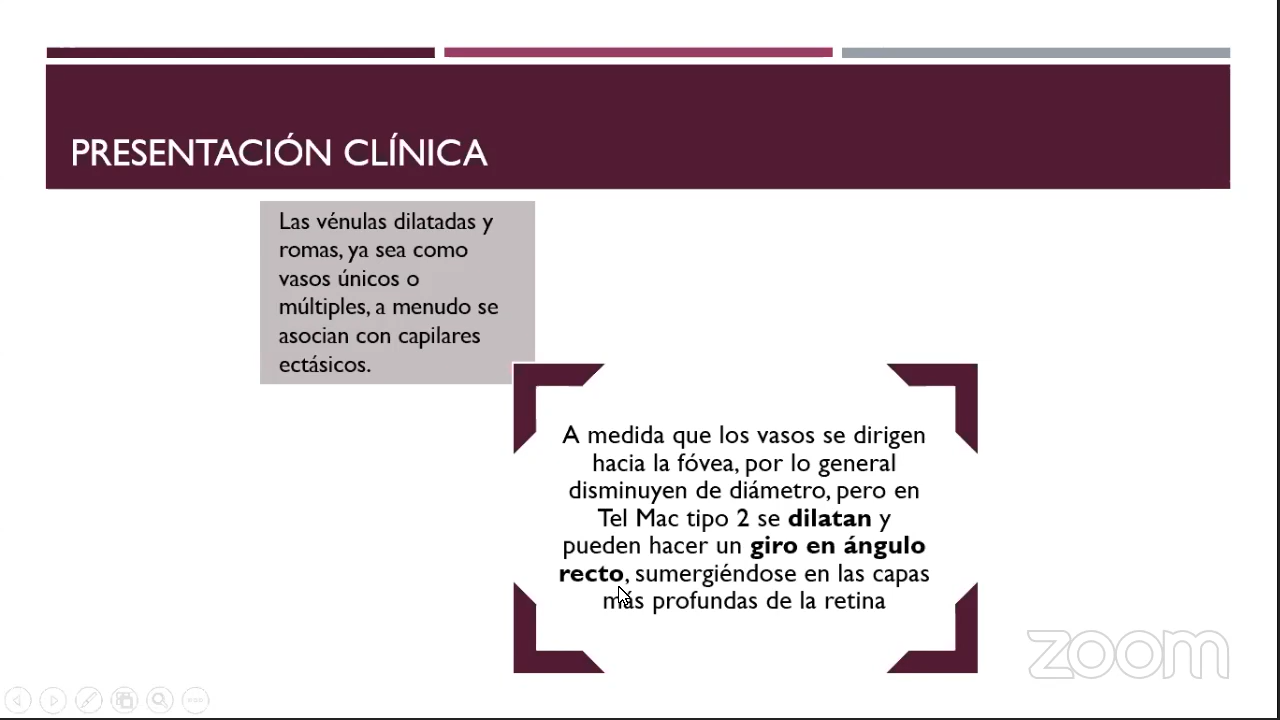 PRESENTACIÓN CLÍNICA
Las vénulas dilatadas y
romas, ya sea como
vasos únicos o
múltiples, a menudo se
asocian con capilares
ectásicos.
A medida que los vasos se dirigen
hacia la fóvea, por lo general
disminuyen de diámetro, pero en
Tel Mac tipo 2 se dilatan y
pueden hacer un giro en ángulo
recto, sumergiéndose en las capas
más profundas de la retina
zoom